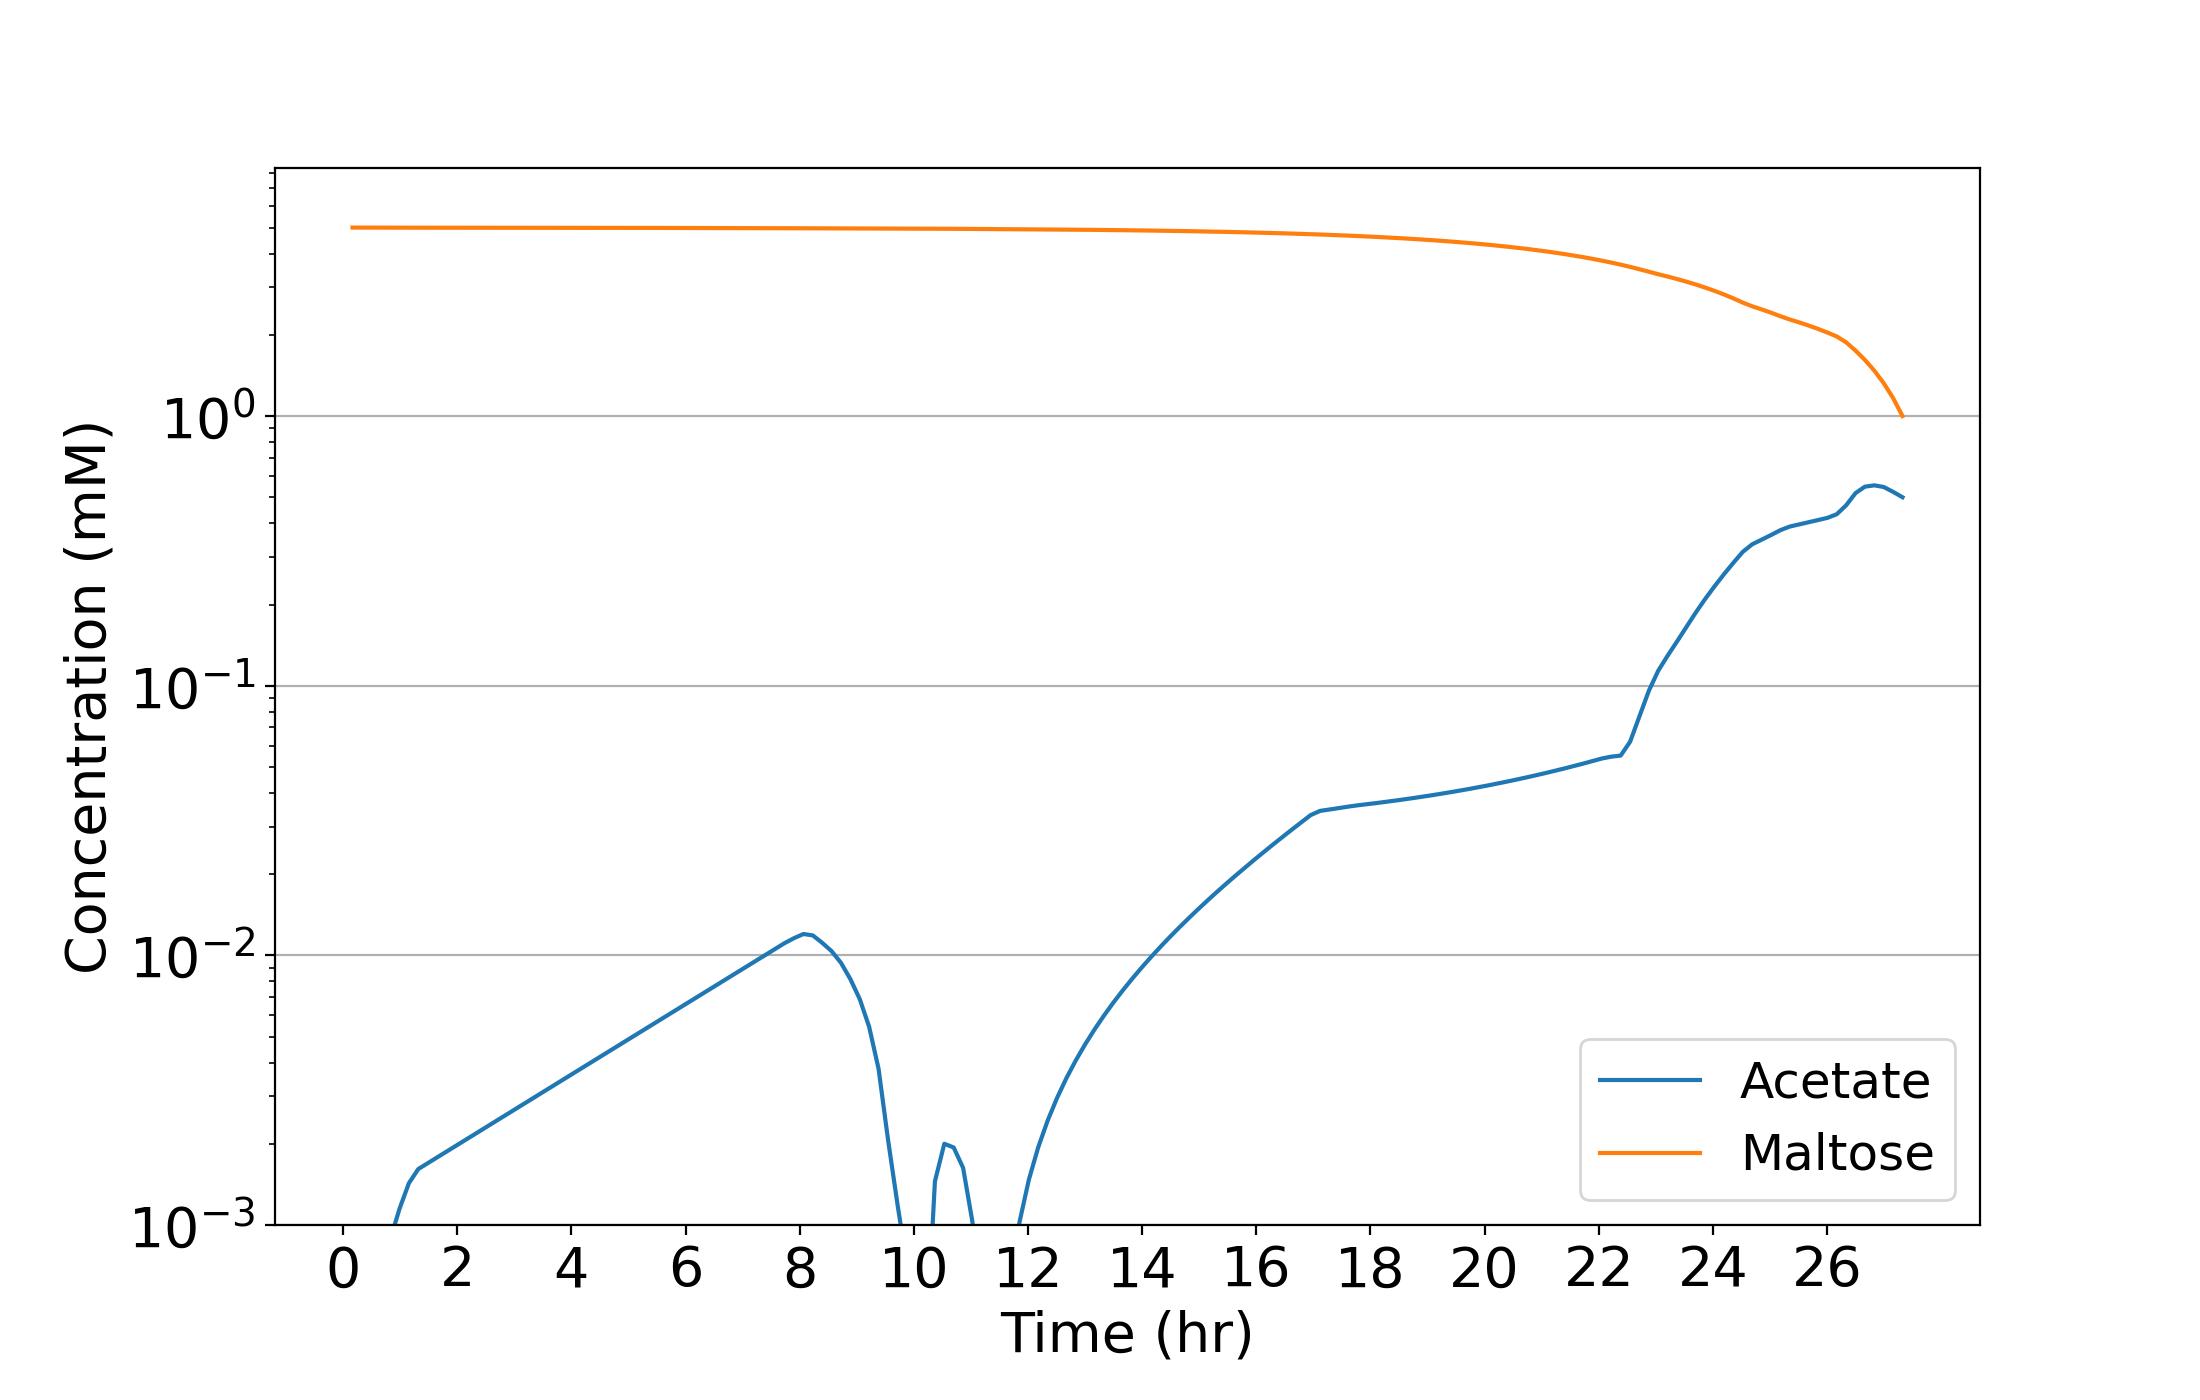 Concentration (mM)
10⁰
10⁻¹
10⁻²
10⁻³
0 2 4 6 8 10 12 14 16 18 20 22 24 26
Time (hr)
Acetate
Maltose